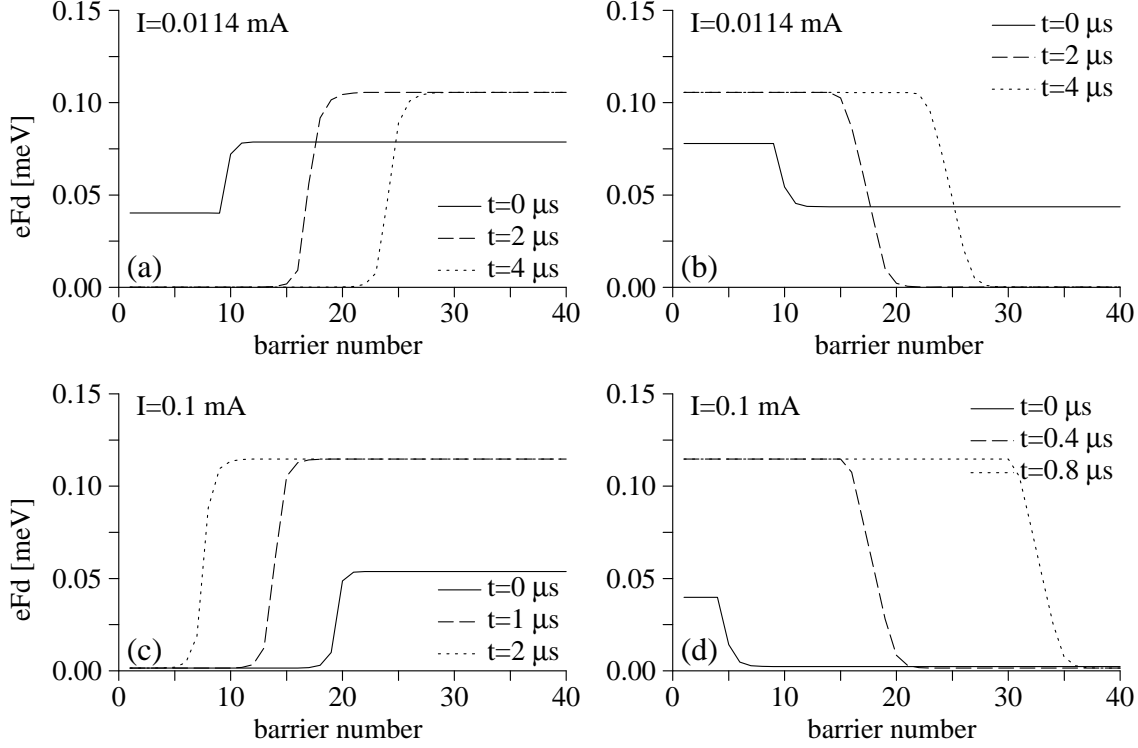 I=0.0114 mA
t=0 μs
t=2 μs
t=4 μs
(a)
eFd [meV]
0.15
0.10
0.05
0.00
0 10 20 30 40
barrier number
I=0.0114 mA
t=0 μs
t=2 μs
t=4 μs
(b)
0.15
0.10
0.05
0.00
0 10 20 30 40
barrier number
I=0.1 mA
t=0 μs
t=1 μs
t=2 μs
(c)
eFd [meV]
0.15
0.10
0.05
0.00
0 10 20 30 40
barrier number
I=0.1 mA
t=0 μs
t=0.4 μs
t=0.8 μs
(d)
0.15
0.10
0.05
0.00
0 10 20 30 40
barrier number